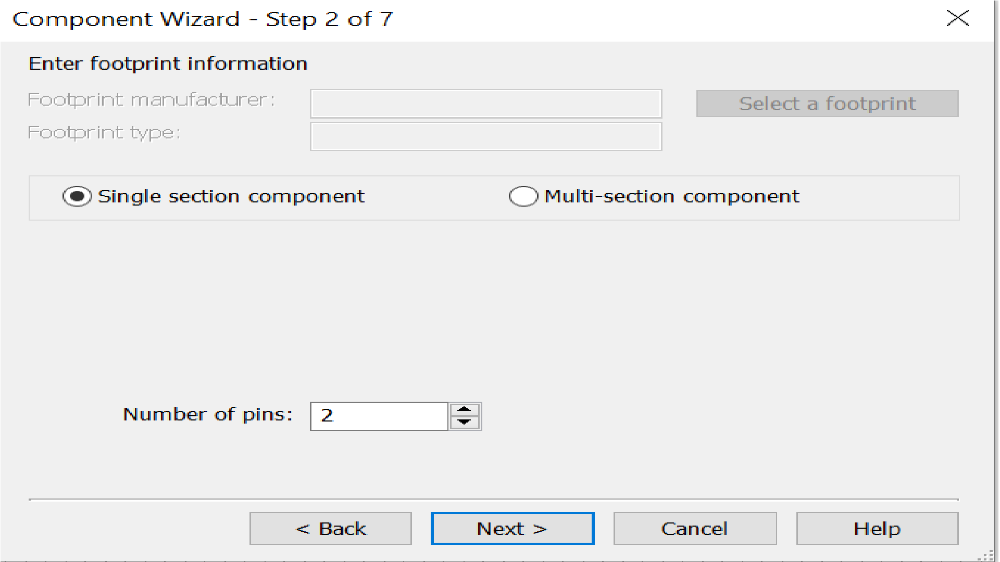 Component Wizard - Step 2 of 7
Enter footprint information
Footprint manufacturer:
Select a footprint
Footprint type:
Single section component
Multi-section component
Number of pins: 2
< Back
Next >
Cancel
Help